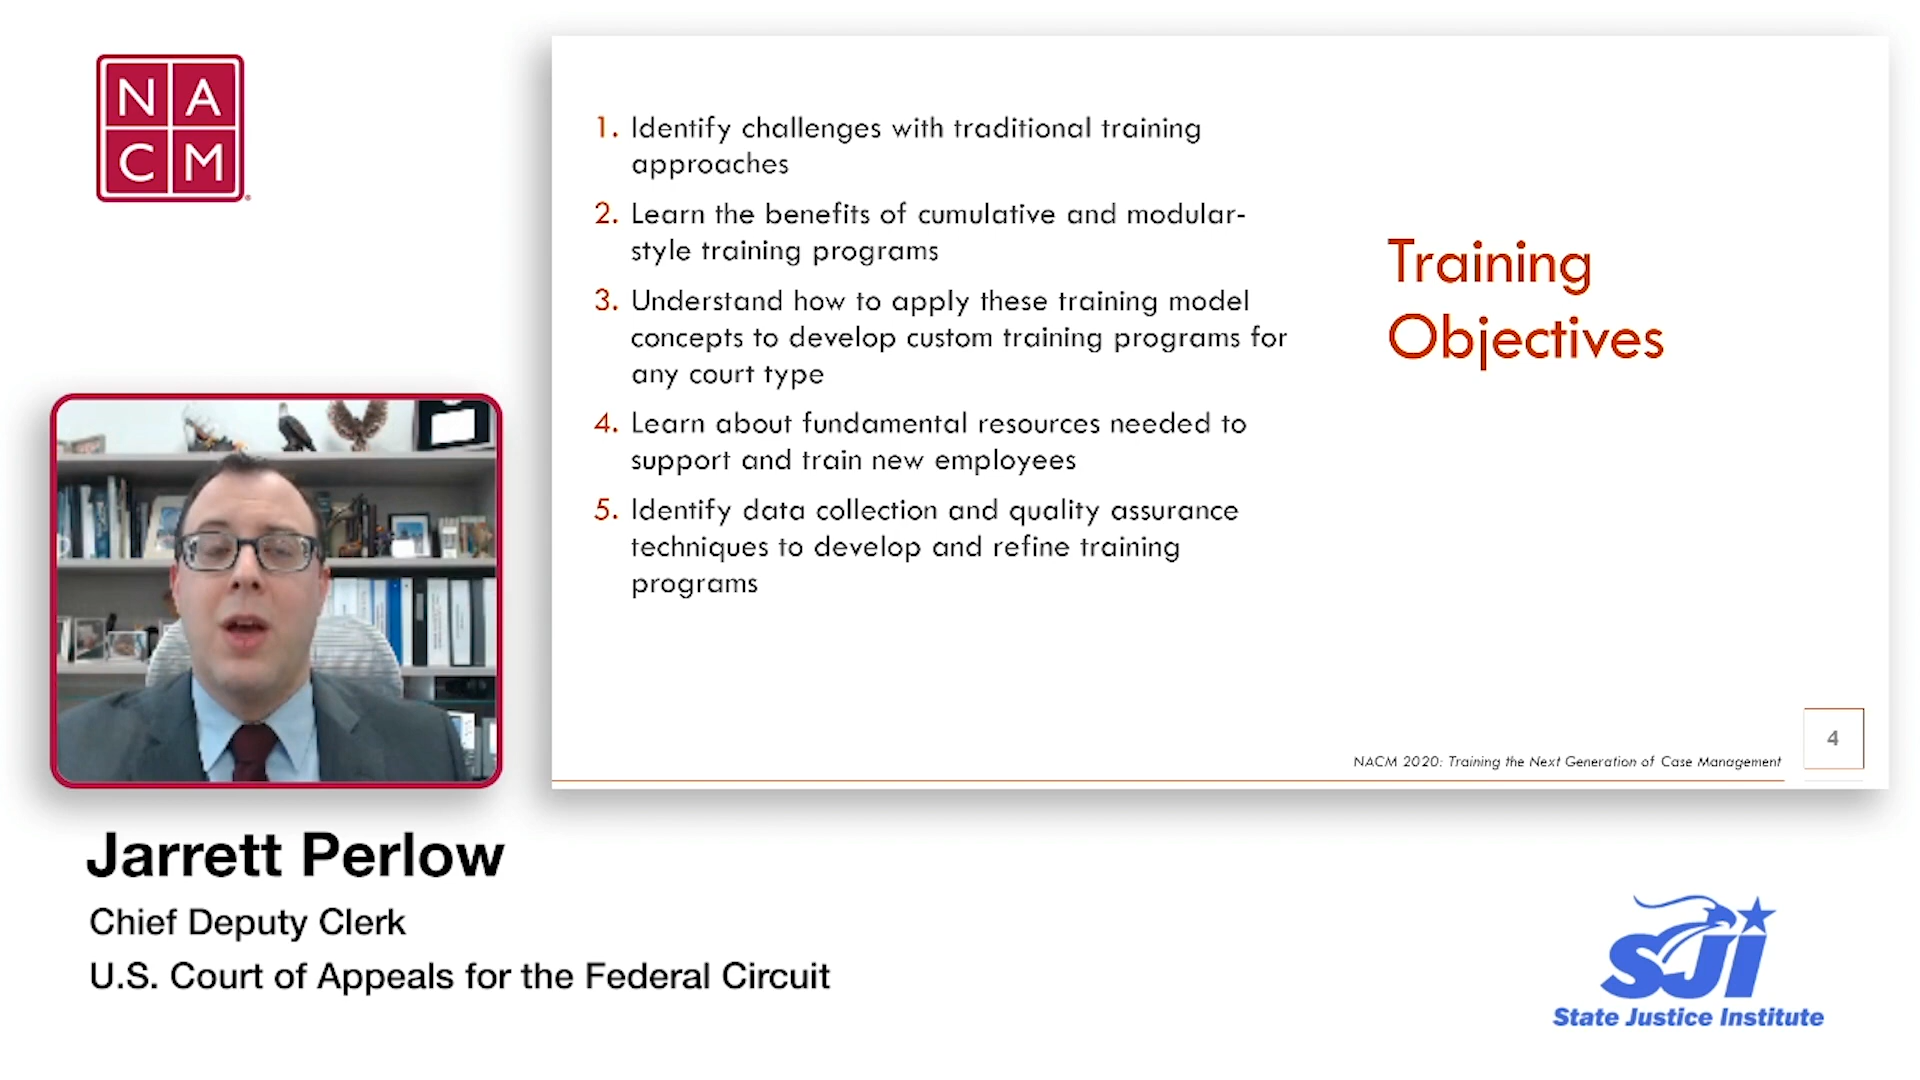 N A
C M
1. Identify challenges with traditional training
approaches
2. Learn the benefits of cumulative and modular-
style training programs
3. Understand how to apply these training model
concepts to develop custom training programs for
any court type
4. Learn about fundamental resources needed to
support and train new employees
5. Identify data collection and quality assurance
techniques to develop and refine training
programs
Training
Objectives
NACM 2020: Training the Next Generation of Case Management
4
Jarrett Perlow
Chief Deputy Clerk
U.S. Court of Appeals for the Federal Circuit
SJI
State Justice Institute